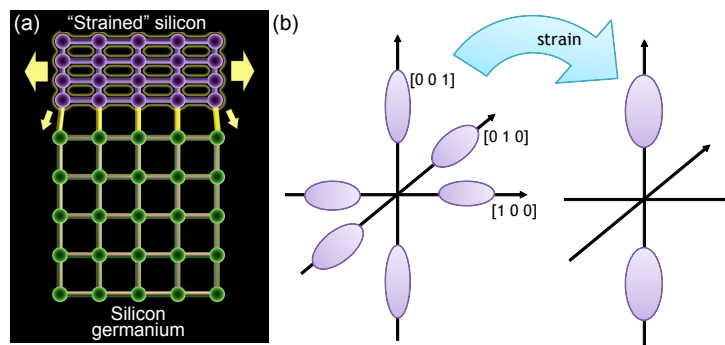 (a)
“Strained” silicon
Silicon
germanium
(b)
strain
[0 0 1]
[0 1 0]
[1 0 0]